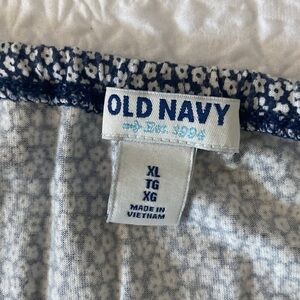 OLD NAVY
Est. 1994
XL
TG
XG
MADE IN
VIETNAM